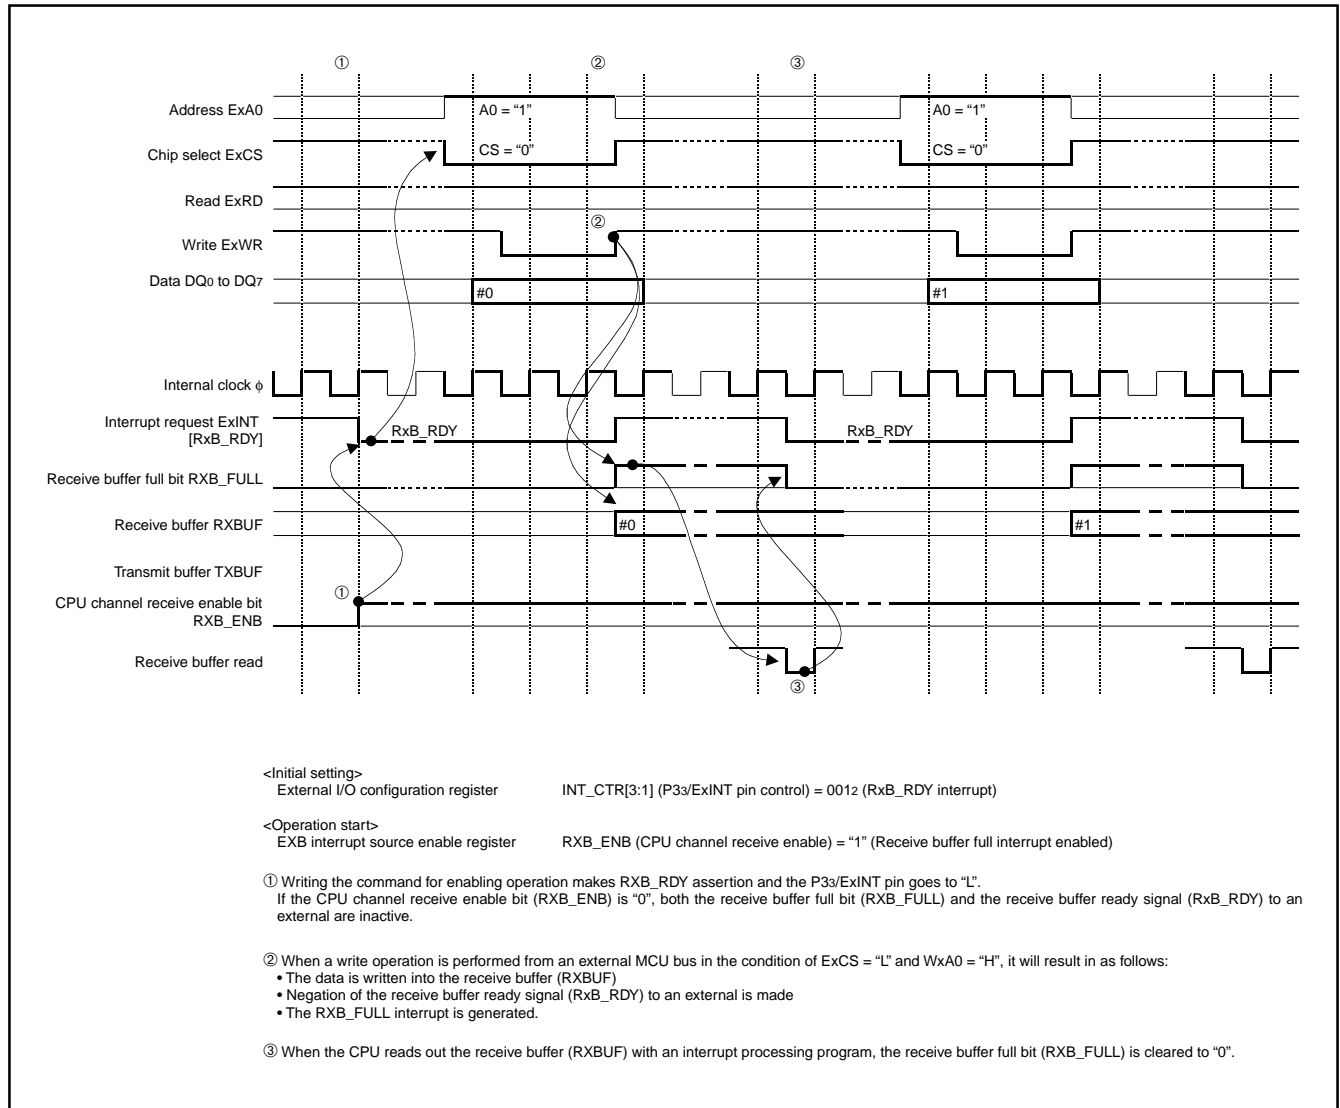 ① ② ③
Address ExA0 A0 = “1” A0 = “1”
Chip select ExCS CS = “0” CS = “0”
Read ExRD
②
Write ExWR
Data DQ0 to DQ7
#0 #1
Internal clock ϕ
Interrupt request ExINT
[RxB_RDY] RxB_RDY RxB_RDY
Receive buffer full bit RXB_FULL
Receive buffer RXBUF #0 #1
Transmit buffer TXBUF
①
CPU channel receive enable bit
RXB_ENB
Receive buffer read
③
<Initial setting>
External I/O configuration register INT_CTR[3:1] (P33/ExINT pin control) = 0012 (RxB_RDY interrupt)
<Operation start>
EXB interrupt source enable register RXB_ENB (CPU channel receive enable) = “1” (Receive buffer full interrupt enabled)
① Writing the command for enabling operation makes RXB_RDY assertion and the P33/ExINT pin goes to “L”.
If the CPU channel receive enable bit (RXB_ENB) is “0”, both the receive buffer full bit (RXB_FULL) and the receive buffer ready signal (RxB_RDY) to an
external are inactive.
② When a write operation is performed from an external MCU bus in the condition of ExCS = “L” and WxA0 = “H”, it will result in as follows:
• The data is written into the receive buffer (RXBUF)
• Negation of the receive buffer ready signal (RxB_RDY) to an external is made
• The RXB_FULL interrupt is generated.
③ When the CPU reads out the receive buffer (RXBUF) with an interrupt processing program, the receive buffer full bit (RXB_FULL) is cleared to “0”.